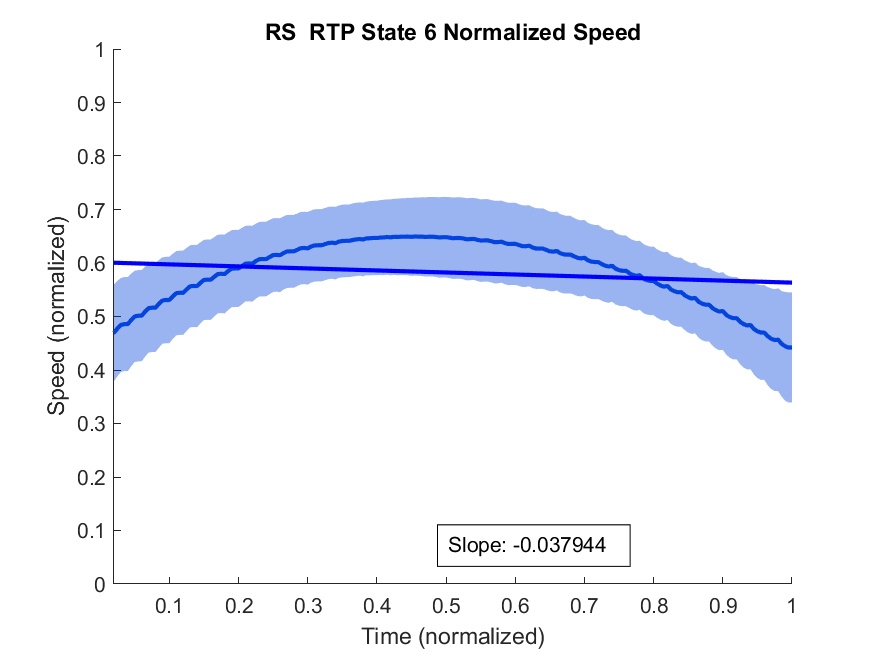 RS  RTP State 6 Normalized Speed
1
0.9
0.8
0.7
0.6
0.5
0.4
0.3
0.2
0.1
0
Speed (normalized)
Slope: -0.037944
0.1 0.2 0.3 0.4 0.5 0.6 0.7 0.8 0.9 1
Time (normalized)